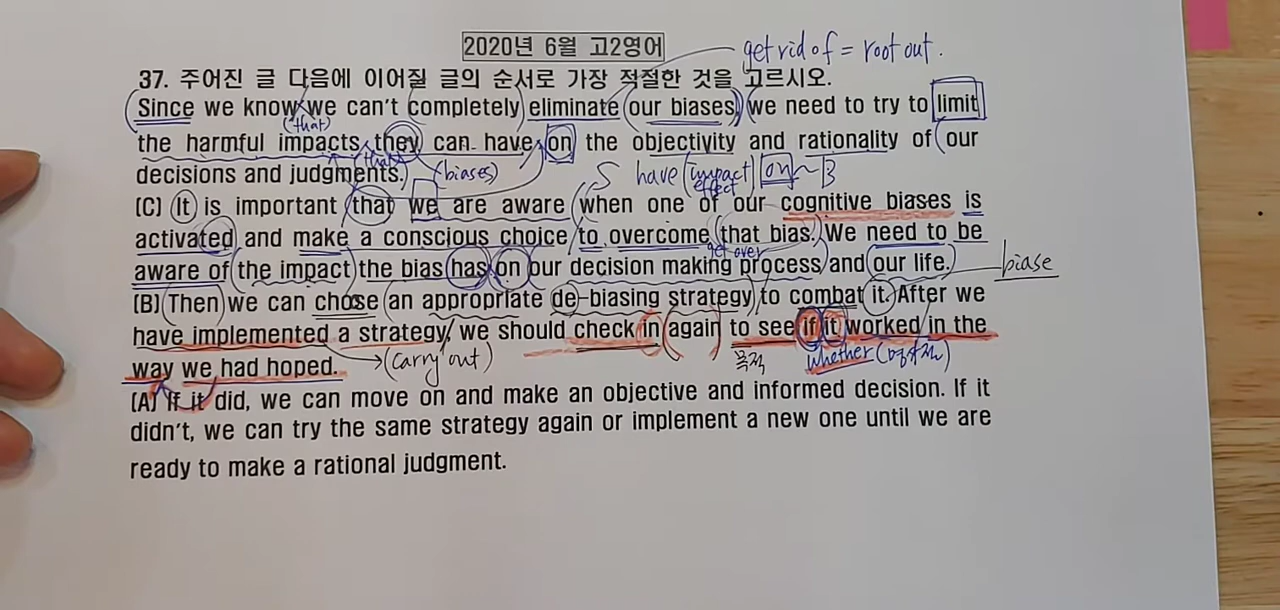 2020년 6월 고2영어
get rid of = root out.
37. 주어진 글 다음에 이어질 글의 순서로 가장 적절한 것을 고르시오.
Since we know we can't completely eliminate our biases, we need to try to limit
(that)
the harmful impacts they can have on the objectivity and rationality of our
(that)
decisions and judgments.
(biases)
S have (impact) on ~ B
effect
(C) It is important that we are aware when one of our cognitive biases is
activated and make a conscious choice to overcome that bias. We need to be
get over
aware of the impact the bias has on our decision making process and our life.
biase
(B) Then we can chose an appropriate de-biasing strategy to combat it. After we
have implemented a strategy, we should check in again to see if it worked in the
목적
whether
way we had hoped.
(carry out)
(A) If it did, we can move on and make an objective and informed decision. If it
didn't, we can try the same strategy again or implement a new one until we are
ready to make a rational judgment.